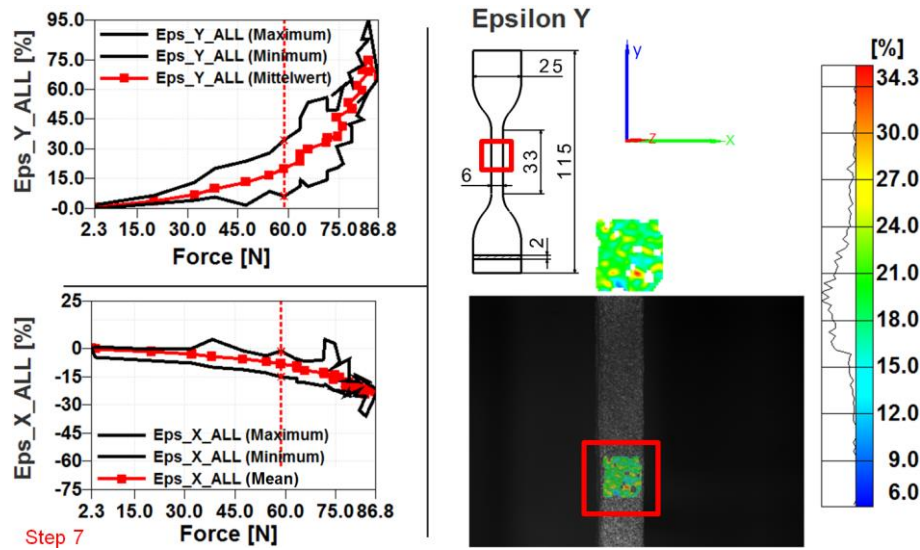 Eps_Y_ALL [%]
95.0
75.0
60.0
45.0
30.0
15.0
-0.0
Eps_Y_ALL (Maximum)
Eps_Y_ALL (Minimum)
Eps_Y_ALL (Mittelwert)
2.3 15.0 30.0 45.0 60.0 75.0 86.8
Force [N]
Eps_X_ALL [%]
25
0
-15
-30
-45
-60
-75
Eps_X_ALL (Maximum)
Eps_X_ALL (Minimum)
Eps_X_ALL (Mean)
2.3 15.0 30.0 45.0 60.0 75.0 86.8
Force [N]
Step 7
Epsilon Y
25
6
33
115
2
y
z
x
[%]
34.3
30.0
27.0
24.0
21.0
18.0
15.0
12.0
9.0
6.0